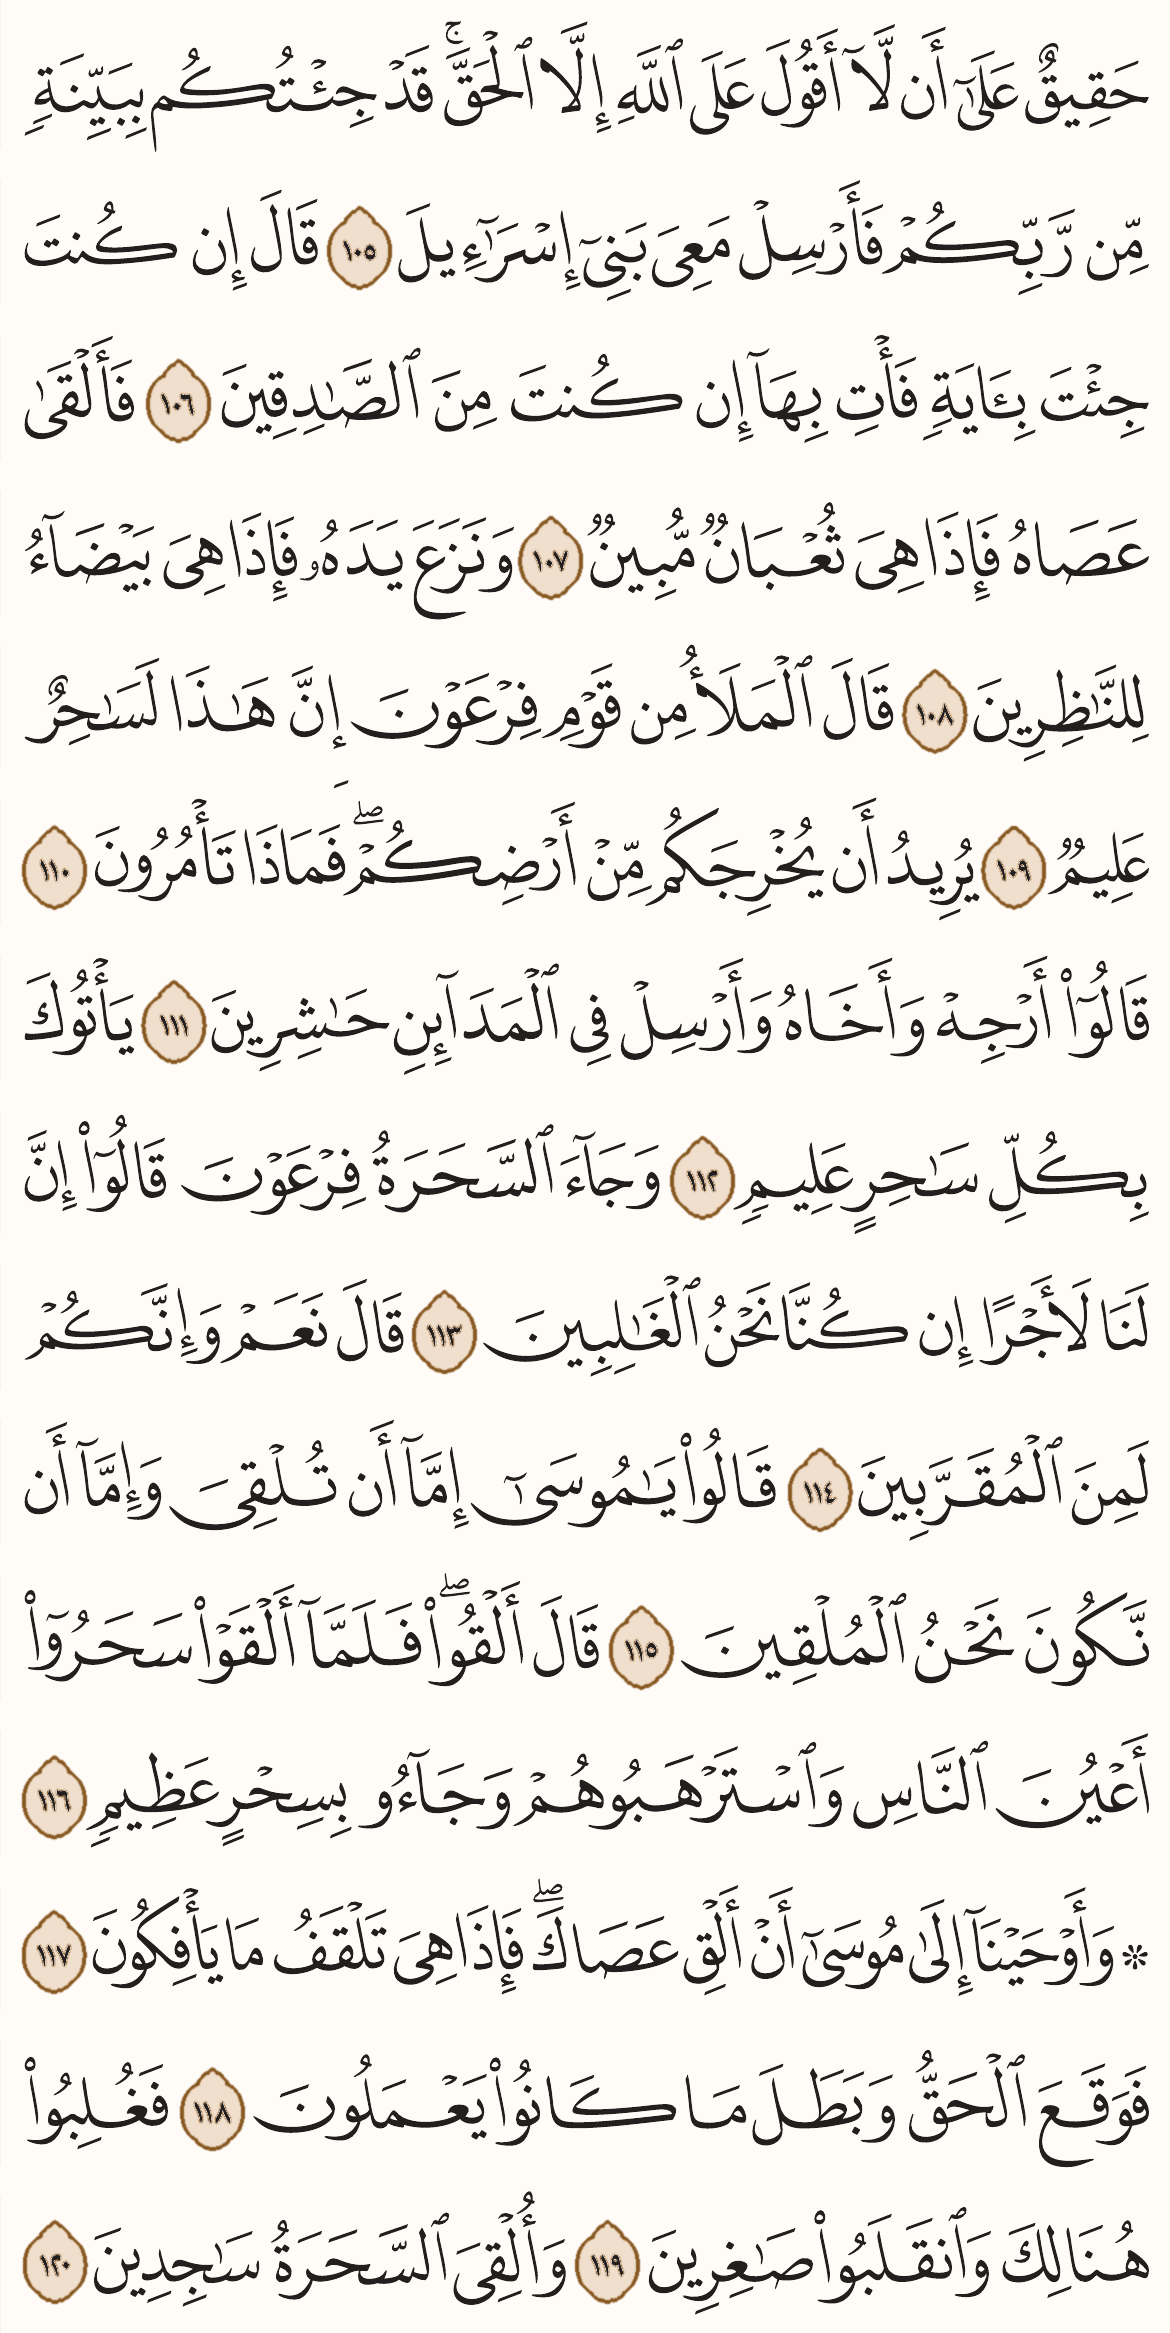 حَقِيقٌ عَلَىٰٓ أَن لَّآ أَقُولَ عَلَى ٱللَّهِ إِلَّا ٱلْحَقَّ ۚ قَدْ جِئْتُكُم بِبَيِّنَةٍ
مِّن رَّبِّكُمْ فَأَرْسِلْ مَعِىَ بَنِىٓ إِسْرَٰٓءِيلَ ١٠٥ قَالَ إِن كُنتَ
جِئْتَ بِـَٔايَةٍ فَأْتِ بِهَآ إِن كُنتَ مِنَ ٱلصَّـٰدِقِينَ ١٠٦ فَأَلْقَىٰ
عَصَاهُ فَإِذَا هِىَ ثُعْبَانٌ مُّبِينٌ ١٠٧ وَنَزَعَ يَدَهُۥ فَإِذَا هِىَ بَيْضَآءُ
لِلنَّـٰظِرِينَ ١٠٨ قَالَ ٱلْمَلَأُ مِن قَوْمِ فِرْعَوْنَ إِنَّ هَـٰذَا لَسَـٰحِرٌ
عَلِيمٌ ١٠٩ يُرِيدُ أَن يُخْرِجَكُم مِّنْ أَرْضِكُمْ ۖ فَمَاذَا تَأْمُرُونَ ١١٠
قَالُوٓا۟ أَرْجِهْ وَأَخَاهُ وَأَرْسِلْ فِى ٱلْمَدَآئِنِ حَـٰشِرِينَ ١١١ يَأْتُوكَ
بِكُلِّ سَـٰحِرٍ عَلِيمٍ ١١٢ وَجَآءَ ٱلسَّحَرَةُ فِرْعَوْنَ قَالُوٓا۟ إِنَّ
لَنَا لَأَجْرًا إِن كُنَّا نَحْنُ ٱلْغَـٰلِبِينَ ١١٣ قَالَ نَعَمْ وَإِنَّكُمْ
لَمِنَ ٱلْمُقَرَّبِينَ ١١٤ قَالُوا۟ يَـٰمُوسَىٰٓ إِمَّآ أَن تُلْقِىَ وَإِمَّآ أَن
نَّكُونَ نَحْنُ ٱلْمُلْقِينَ ١١٥ قَالَ أَلْقُوا۟ ۖ فَلَمَّآ أَلْقَوْا۟ سَحَرُوٓا۟
أَعْيُنَ ٱلنَّاسِ وَٱسْتَرْهَبُوهُمْ وَجَآءُو بِسِحْرٍ عَظِيمٍ ١١٦
۞ وَأَوْحَيْنَآ إِلَىٰ مُوسَىٰٓ أَنْ أَلْقِ عَصَاكَ ۖ فَإِذَا هِىَ تَلْقَفُ مَا يَأْفِكُونَ ١١٧
فَوَقَعَ ٱلْحَقُّ وَبَطَلَ مَا كَانُوا۟ يَعْمَلُونَ ١١٨ فَغُلِبُوا۟
هُنَالِكَ وَٱنقَلَبُوا۟ صَـٰغِرِينَ ١١٩ وَأُلْقِىَ ٱلسَّحَرَةُ سَـٰجِدِينَ ١٢٠